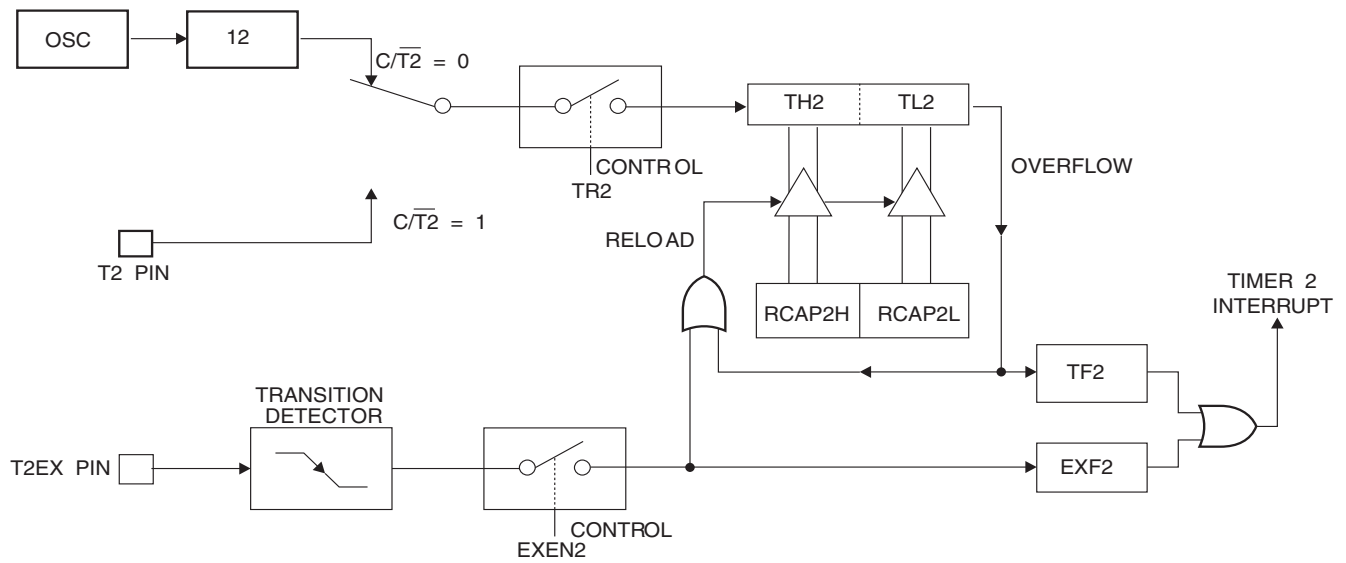 OSC
12
C/T2 = 0
TH2
TL2
CONTROL
TR2
OVERFLOW
C/T2 = 1
T2 PIN
RELOAD
RCAP2H
RCAP2L
TIMER 2
INTERRUPT
TF2
TRANSITION
DETECTOR
T2EX PIN
EXF2
CONTROL
EXEN2